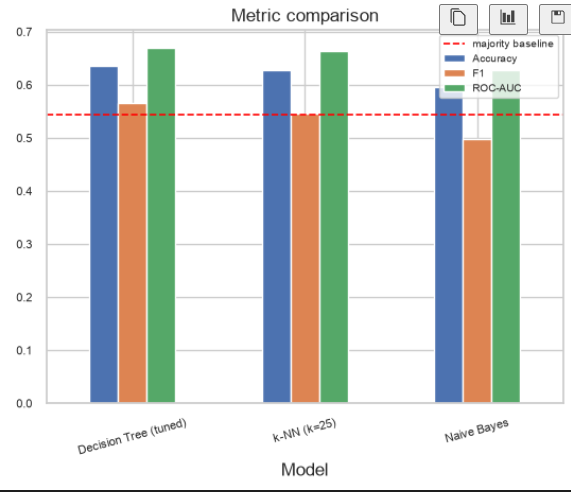 Metric comparison
majority baseline
Accuracy
F1
ROC-AUC
0.7
0.6
0.5
0.4
0.3
0.2
0.1
0.0
Decision Tree (tuned)
k-NN (k=25)
Naive Bayes
Model